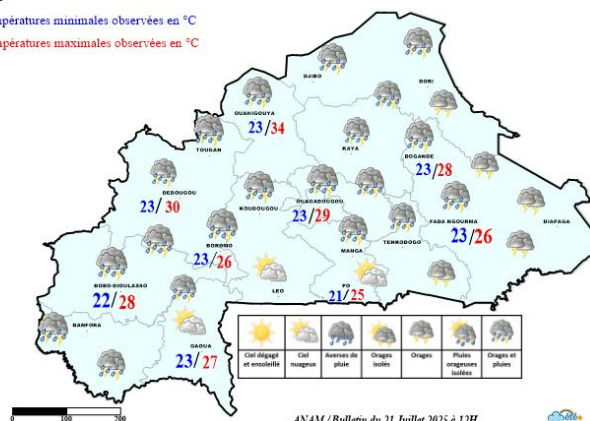 mpératures minimales observées en °C
mpératures maximales observées en °C
DJIBO
DORI
OUAHIGOUYA
23/34
TOUGAN
KAYA
BOGANDE
23/28
DEDOUGOU
23/30
KOUDOUGOU
OUAGADOUGOU
23/29
FADA NGOURMA
23/26
DIAPAGA
BOROMO
23/26
MANGA
TENKODOGO
BOBO-DIOULASSO
22/28
LEO
PO
21/25
BANFORA
GAOUA
23/27
Ciel dégagé et ensoleillé
Ciel nuageux
Averses de pluie
Orages isolés
Orages
Pluies orageuses isolées
Orages et pluies
0 100 200
ANAM / Bulletin du 21 Juillet 2025 à 12H